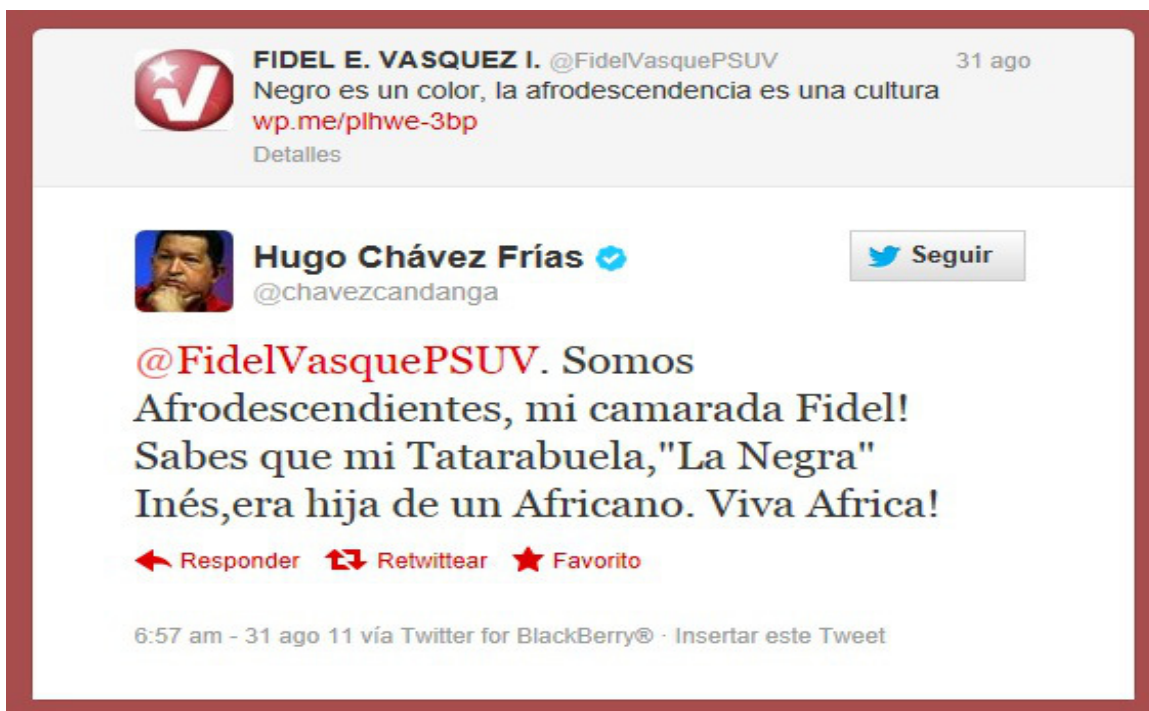 FIDEL E. VASQUEZ I. @FidelVasquePSUV 31 ago
Negro es un color, la afrodescendencia es una cultura
wp.me/plhwe-3bp
Detalles
Hugo Chávez Frías
@chavezcandanga
Seguir
@FidelVasquePSUV. Somos
Afrodescendientes, mi camarada Fidel!
Sabes que mi Tatarabuela,"La Negra"
Inés,era hija de un Africano. Viva Africa!
Responder Retwittear Favorito
6:57 am - 31 ago 11 vía Twitter for BlackBerry® · Insertar este Tweet